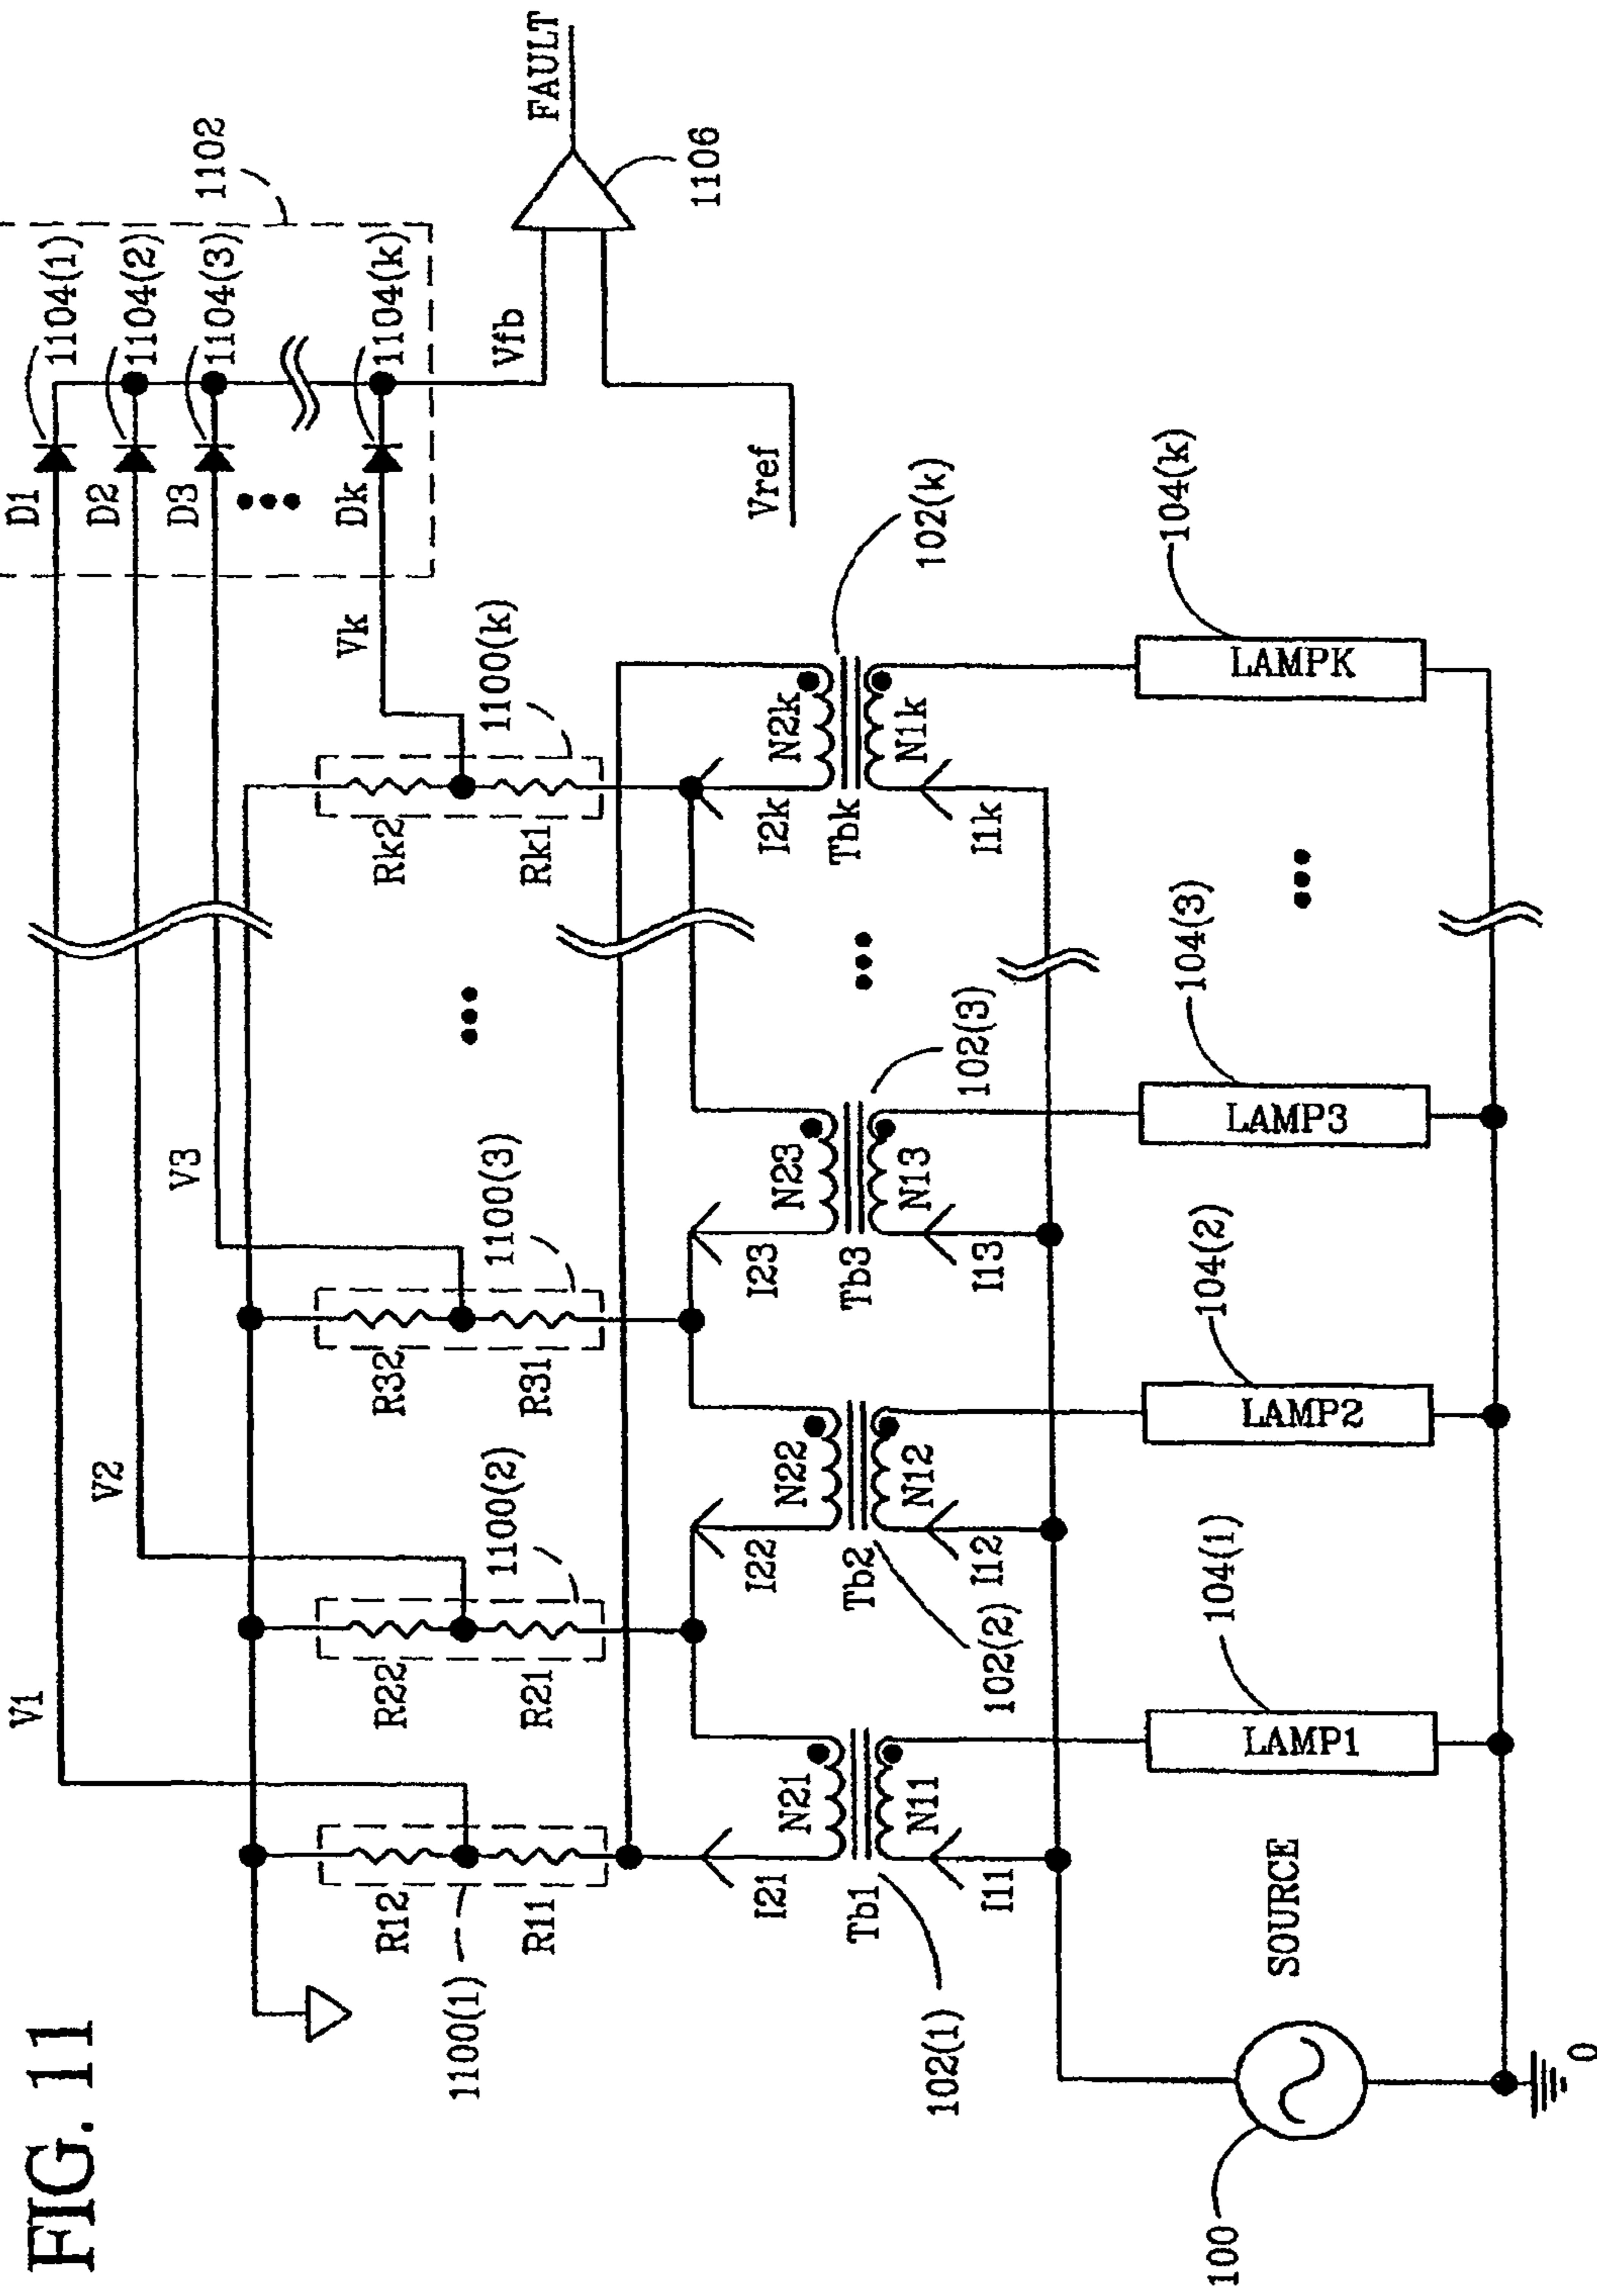 FIG. 11
V1
V2
V3
Vk
D1
D2
D3
Dk
1104(1)
1104(2)
1104(3)
1104(k)
1102
Vfb
Vref
FAULT
1106
1100(1)
R12
R11
1100(2)
R22
R21
1100(3)
R32
R31
1100(k)
Rk2
Rk1
I21
N21
Tb1
N11
I11
102(1)
I22
N22
Tb2
N12
I12
102(2)
I23
N23
Tb3
N13
I13
102(3)
I2k
N2k
Tbk
N1k
I1k
102(k)
100
SOURCE
LAMP1
104(1)
LAMP2
104(2)
LAMP3
104(3)
LAMPK
104(k)
0